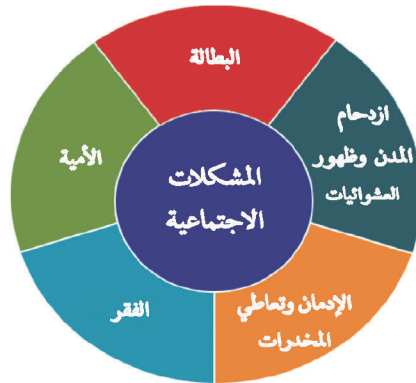 البطالة
ازدحام
المدن وظهور
العشوائيات
الأمية
المشكلات
الاجتماعية
الإدمان وتعاطي
المخدرات
الفقر